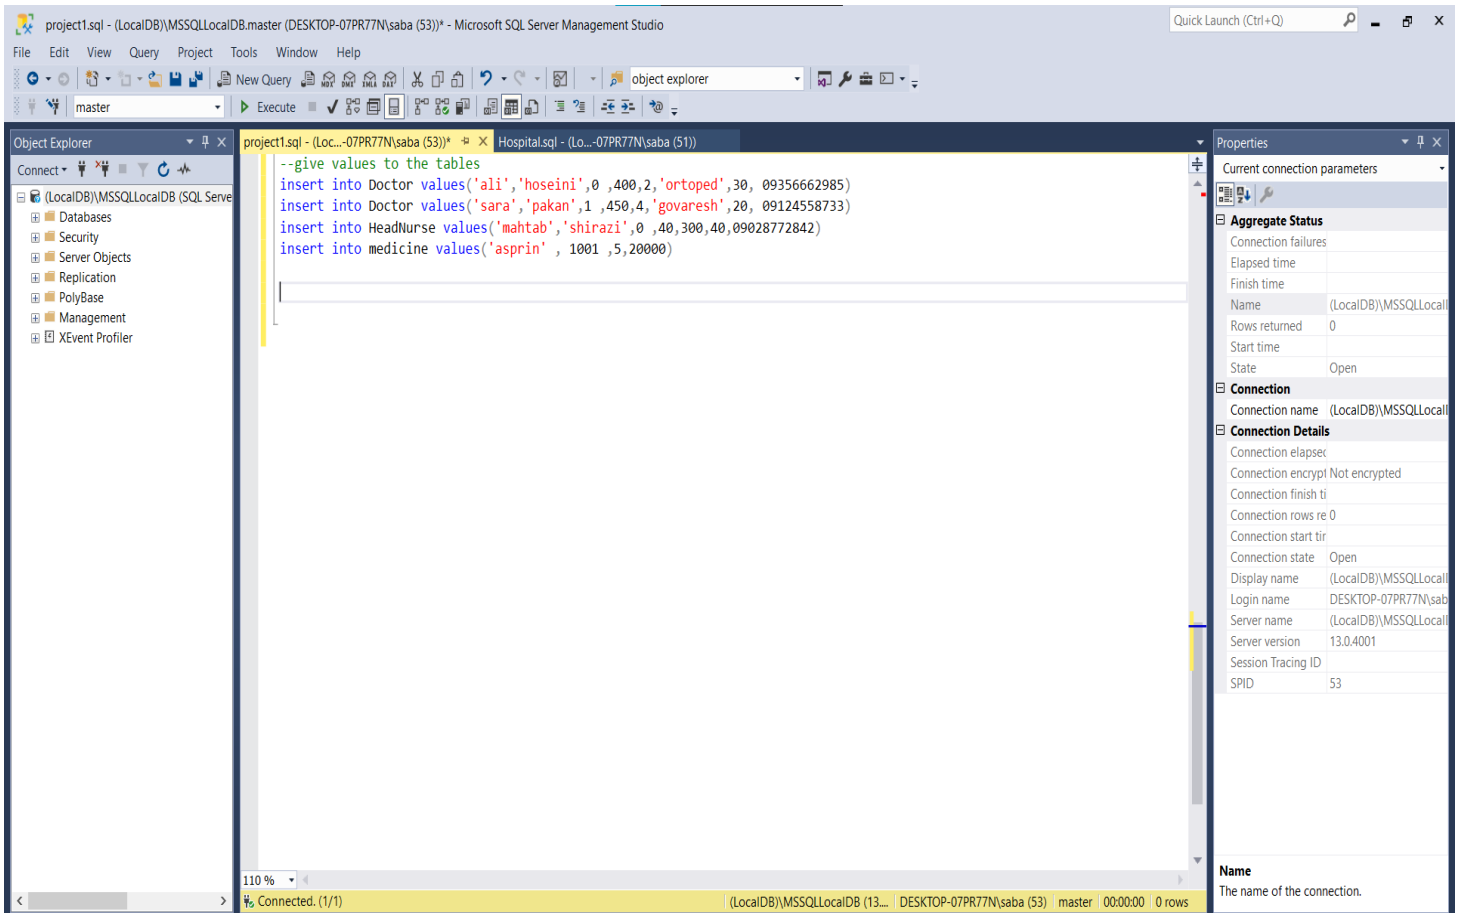 project1.sql - (LocalDB)\MSSQLLocalDB.master (DESKTOP-07PR77N\saba (53))* - Microsoft SQL Server Management Studio
Quick Launch (Ctrl+Q)
File Edit View Query Project Tools Window Help
New Query MDX DMX XMLA DAX object explorer
master Execute
Object Explorer
Connect
(LocalDB)\MSSQLLocalDB (SQL Serve
Databases
Security
Server Objects
Replication
PolyBase
Management
XEvent Profiler
project1.sql - (Loc...-07PR77N\saba (53))* Hospital.sql - (Lo...-07PR77N\saba (51))
--give values to the tables
insert into Doctor values('ali','hoseini',0 ,400,2,'ortoped',30, 09356662985)
insert into Doctor values('sara','pakan',1 ,450,4,'govaresh',20, 09124558733)
insert into HeadNurse values('mahtab','shirazi',0 ,40,300,40,09028772842)
insert into medicine values('asprin' , 1001 ,5,20000)
110 %
Connected. (1/1) (LocalDB)\MSSQLLocalDB (13.... DESKTOP-07PR77N\saba (53) master 00:00:00 0 rows
Properties
Current connection parameters
Aggregate Status
Connection failures
Elapsed time
Finish time
Name (LocalDB)\MSSQLLocalI
Rows returned 0
Start time
State Open
Connection
Connection name (LocalDB)\MSSQLLocalI
Connection Details
Connection elapsec
Connection encrypt Not encrypted
Connection finish ti
Connection rows re 0
Connection start tir
Connection state Open
Display name (LocalDB)\MSSQLLocalI
Login name DESKTOP-07PR77N\sab
Server name (LocalDB)\MSSQLLocalI
Server version 13.0.4001
Session Tracing ID
SPID 53
Name
The name of the connection.